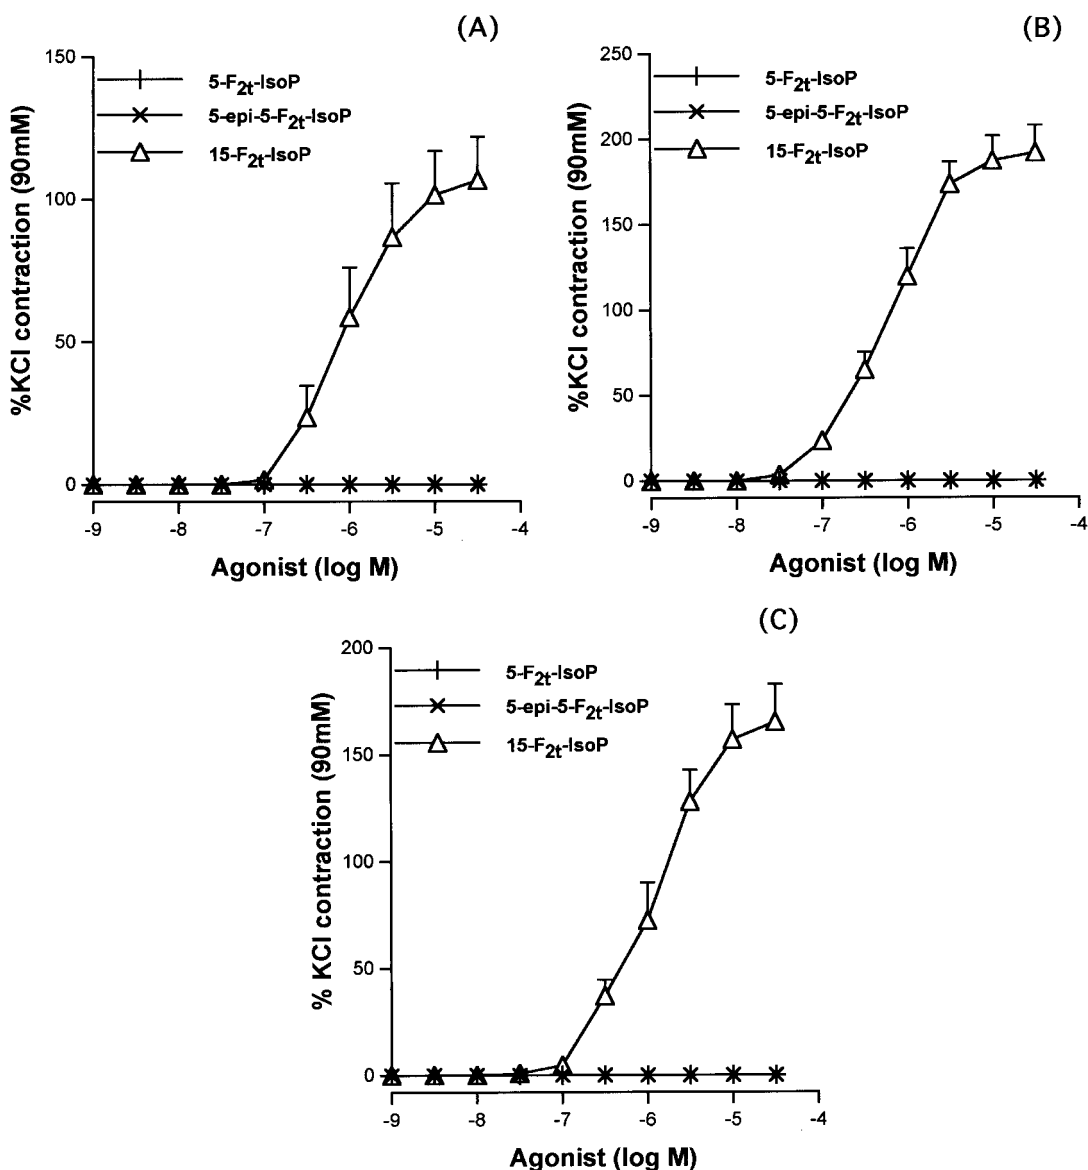 (A)
150
100
50
0
%KCl contraction (90mM)
5-F2t-IsoP
5-epi-5-F2t-IsoP
15-F2t-IsoP
-9 -8 -7 -6 -5 -4
Agonist (log M)
(B)
250
200
150
100
50
0
%KCl contraction (90mM)
5-F2t-IsoP
5-epi-5-F2t-IsoP
15-F2t-IsoP
-9 -8 -7 -6 -5 -4
Agonist (log M)
(C)
200
150
100
50
0
% KCl contraction (90mM)
5-F2t-IsoP
5-epi-5-F2t-IsoP
15-F2t-IsoP
-9 -8 -7 -6 -5 -4
Agonist (log M)